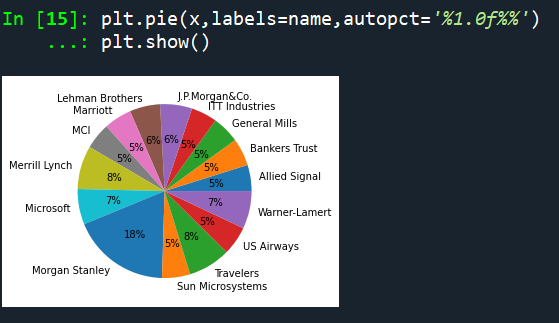 In [15]: plt.pie(x,labels=name,autopct='%1.0f%%')
...: plt.show()
J.P.Morgan&Co.
Lehman Brothers
ITT Industries
Marriott
General Mills
MCI
Bankers Trust
Merrill Lynch
Allied Signal
Microsoft
Warner-Lamert
US Airways
Morgan Stanley
Travelers
Sun Microsystems
6%
6%
5%
5%
5%
5%
5%
8%
5%
7%
7%
5%
18%
8%
5%